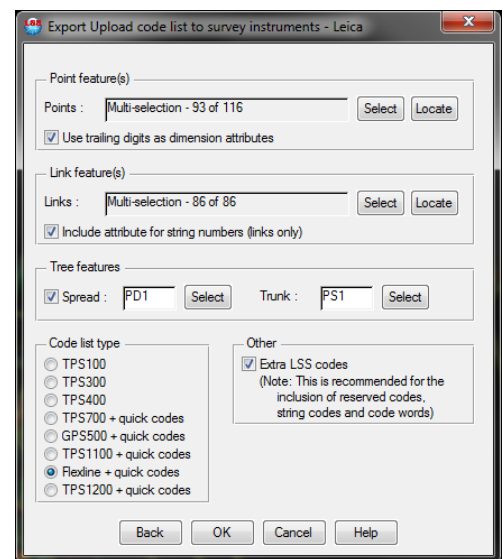 LSS Export Upload code list to survey instruments - Leica
Point feature(s)
Points : Multi-selection - 93 of 116 Select Locate
Use trailing digits as dimension attributes
Link feature(s)
Links : Multi-selection - 86 of 86 Select Locate
Include attribute for string numbers (links only)
Tree features
Spread : PD1 Select Trunk : PS1 Select
Code list type
TPS100
TPS300
TPS400
TPS700 + quick codes
GPS500 + quick codes
TPS1100 + quick codes
Flexline + quick codes
TPS1200 + quick codes
Other
Extra LSS codes
(Note: This is recommended for the
inclusion of reserved codes,
string codes and code words)
Back OK Cancel Help